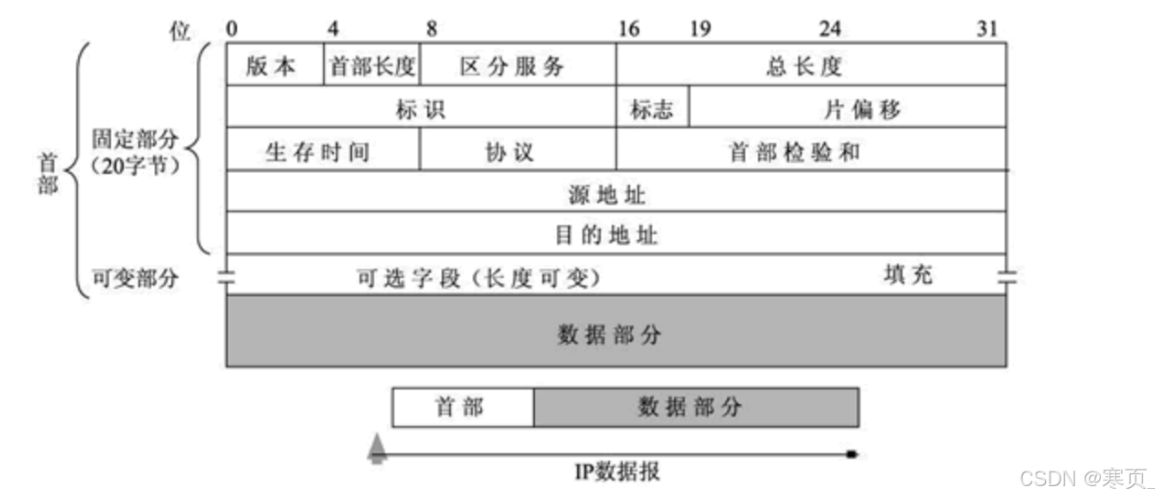 位 0 4 8 16 19 24 31
版本 首部长度 区分服务 总长度
标识 标志 片偏移
固定部分
(20字节)
首部
生存时间 协议 首部检验和
源地址
目的地址
可变部分 可选字段(长度可变) 填充
数据部分
首部 数据部分
IP数据报
CSDN @寒页_